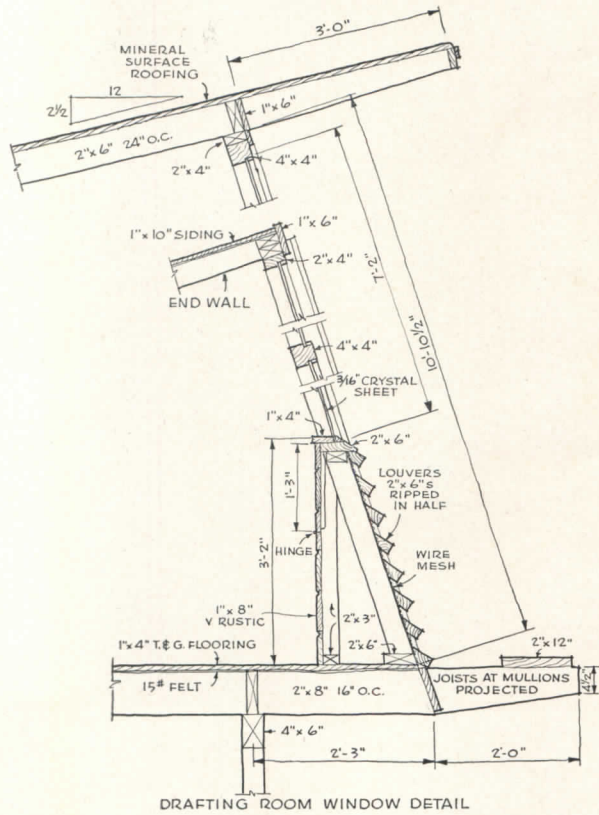 3'-0"
MINERAL
SURFACE
ROOFING
12
2½
1"x 6"
2"x 6" 24" O.C.
2"x 4"
4"x 4"
1"x 6"
1"x 10" SIDING
2"x 4"
END WALL
7'-2"
10'-10½"
4"x 4"
3/16" CRYSTAL
SHEET
1"x 4"
2"x 6"
1'-3"
LOUVERS
2"x 6"s
RIPPED
IN HALF
3'-2"
HINGE
WIRE
MESH
1"x 8"
V RUSTIC
2"x 3"
2"x 6"
1"x 4" T.& G. FLOORING
2"x 12"
15# FELT
2"x 8" 16" O.C.
JOISTS AT MULLIONS
PROJECTED
4½"
4"x 6"
2'-3"
2'-0"
DRAFTING ROOM WINDOW DETAIL